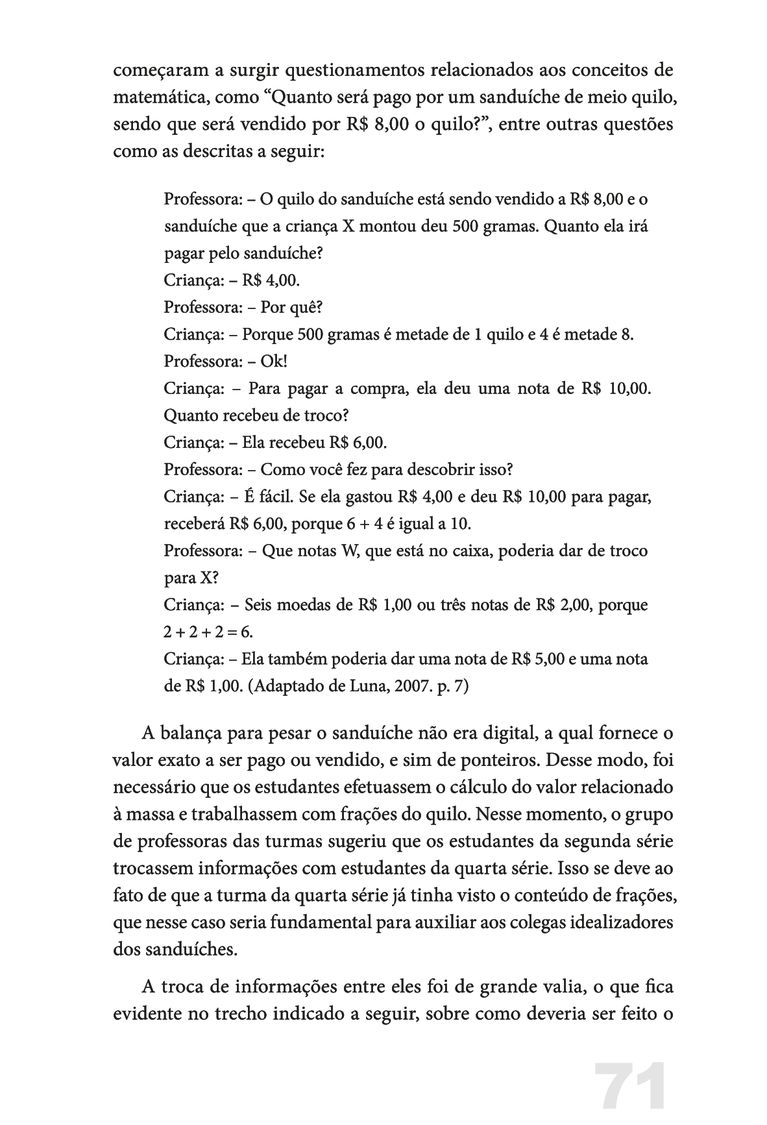 começaram a surgir questionamentos relacionados aos conceitos de
matemática, como “Quanto será pago por um sanduíche de meio quilo,
sendo que será vendido por R$ 8,00 o quilo?”, entre outras questões
como as descritas a seguir:
Professora: – O quilo do sanduíche está sendo vendido a R$ 8,00 e o
sanduíche que a criança X montou deu 500 gramas. Quanto ela irá
pagar pelo sanduíche?
Criança: – R$ 4,00.
Professora: – Por quê?
Criança: – Porque 500 gramas é metade de 1 quilo e 4 é metade 8.
Professora: – Ok!
Criança: – Para pagar a compra, ela deu uma nota de R$ 10,00.
Quanto recebeu de troco?
Criança: – Ela recebeu R$ 6,00.
Professora: – Como você fez para descobrir isso?
Criança: – É fácil. Se ela gastou R$ 4,00 e deu R$ 10,00 para pagar,
receberá R$ 6,00, porque 6 + 4 é igual a 10.
Professora: – Que notas W, que está no caixa, poderia dar de troco
para X?
Criança: – Seis moedas de R$ 1,00 ou três notas de R$ 2,00, porque
2 + 2 + 2 = 6.
Criança: – Ela também poderia dar uma nota de R$ 5,00 e uma nota
de R$ 1,00. (Adaptado de Luna, 2007. p. 7)
A balança para pesar o sanduíche não era digital, a qual fornece o
valor exato a ser pago ou vendido, e sim de ponteiros. Desse modo, foi
necessário que os estudantes efetuassem o cálculo do valor relacionado
à massa e trabalhassem com frações do quilo. Nesse momento, o grupo
de professoras das turmas sugeriu que os estudantes da segunda série
trocassem informações com estudantes da quarta série. Isso se deve ao
fato de que a turma da quarta série já tinha visto o conteúdo de frações,
que nesse caso seria fundamental para auxiliar aos colegas idealizadores
dos sanduíches.
A troca de informações entre eles foi de grande valia, o que fica
evidente no trecho indicado a seguir, sobre como deveria ser feito o
71